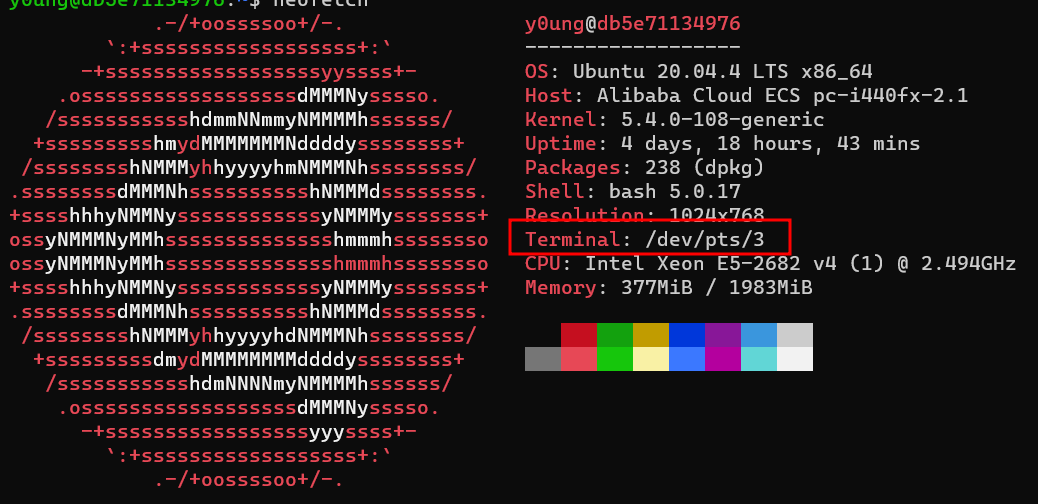 y0ung@db5e71134976:~$ neofetch
.-/+oossssoo+/-.
`:+ssssssssssssssssss+:`
-+ssssssssssssssssssyyssss+-
.ossssssssssssssssssdMMMNysssso.
/ssssssssssshdmmNNmmyNMMMMhssssss/
+ssssssssshmydMMMMMMMNddddyssssssss+
/sssssssshNMMMyhhyyyyhmNMMMNhssssssss/
.ssssssssdMMMNhsssssssssshNMMMdssssssss.
+sssshhhyNMMNyssssssssssssyNMMMysssssss+
ossyNMMMNyMMhsssssssssssssshmmmhssssssso
ossyNMMMNyMMhsssssssssssssshmmmhssssssso
+sssshhhyNMMNyssssssssssssyNMMMysssssss+
.ssssssssdMMMNhsssssssssshNMMMdssssssss.
/sssssssshNMMMyhhyyyyhdNMMMNhssssssss/
+sssssssssdmydMMMMMMMMddddyssssssss+
/ssssssssssshdmNNNNmyNMMMMhssssss/
.ossssssssssssssssssdMMMNysssso.
-+sssssssssssssssssyyyssss+-
`:+ssssssssssssssssss+:`
.-/+oossssoo+/-.
y0ung@db5e71134976
------------------
OS: Ubuntu 20.04.4 LTS x86_64
Host: Alibaba Cloud ECS pc-i440fx-2.1
Kernel: 5.4.0-108-generic
Uptime: 4 days, 18 hours, 43 mins
Packages: 238 (dpkg)
Shell: bash 5.0.17
Resolution: 1024x768
Terminal: /dev/pts/3
CPU: Intel Xeon E5-2682 v4 (1) @ 2.494GHz
Memory: 377MiB / 1983MiB